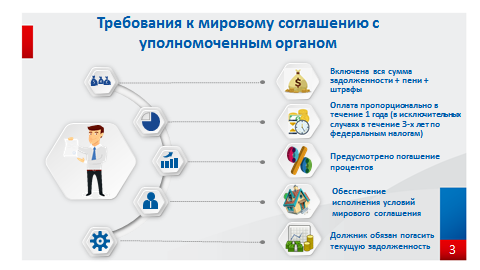 Требования к мировому соглашению с
уполномоченным органом
Включена вся сумма
задолженности + пени +
штрафы
Оплата пропорционально в
течение 1 года (в исключительных
случаях в течение 3-х лет по
федеральным налогам)
Предусмотрено погашение
процентов
Обеспечение
исполнения условий
мирового соглашения
Должник обязан погасить
текущую задолженность
3